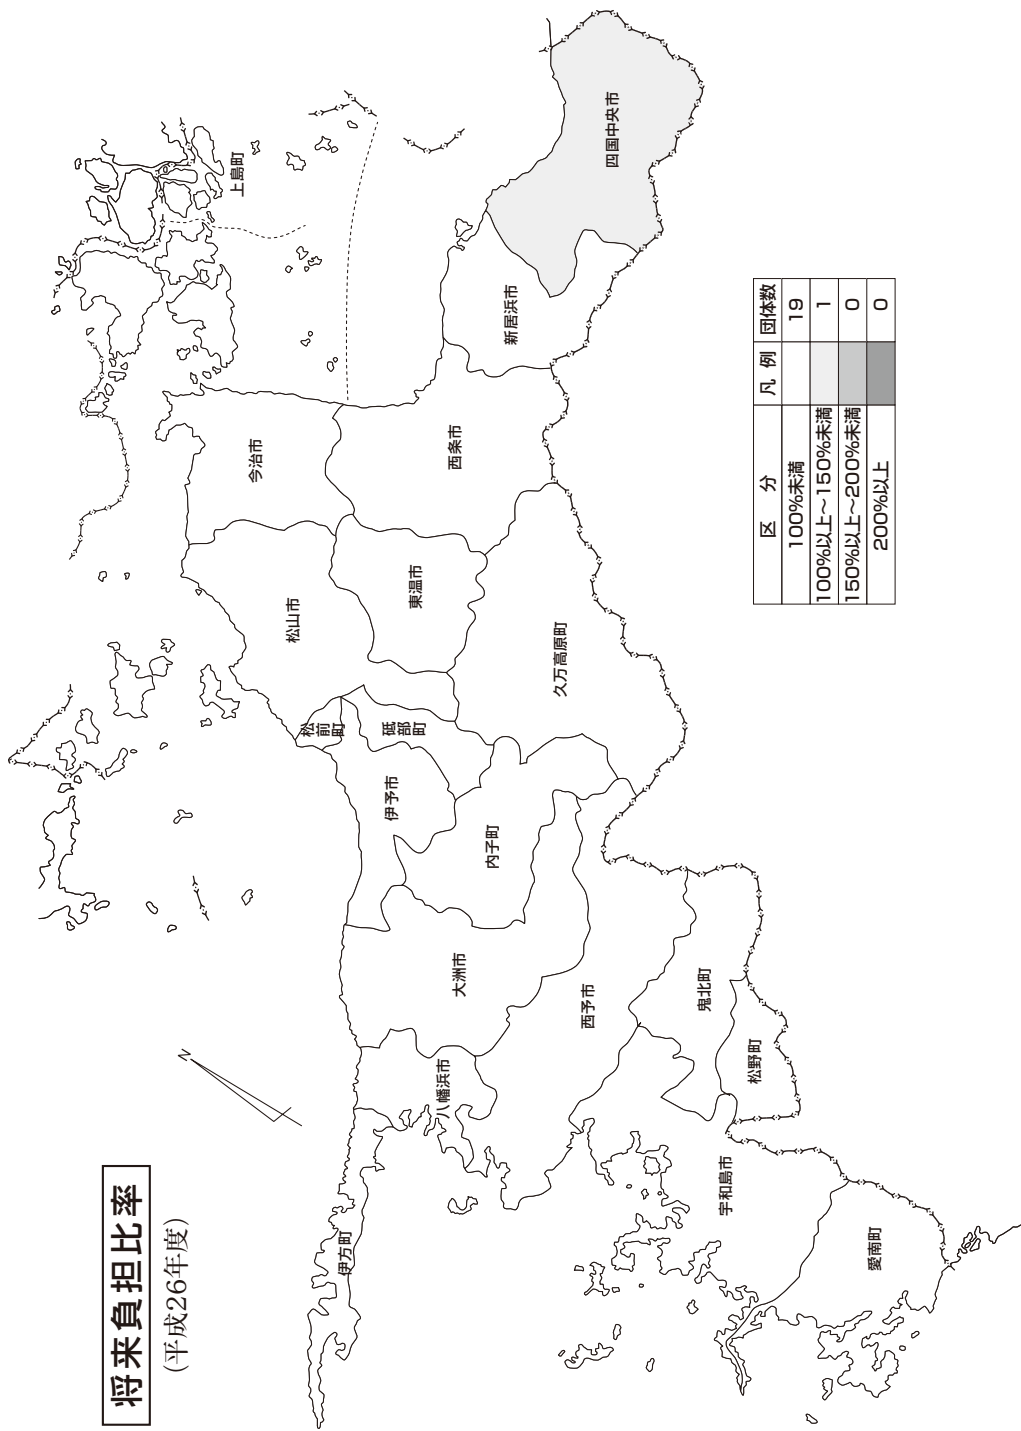 将来負担比率
(平成26年度)
上島町
四国中央市
新居浜市
今治市
西条市
松山市
東温市
久万高原町
松前町
砥部町
伊予市
内子町
大洲市
西予市
鬼北町
松野町
八幡浜市
伊方町
宇和島市
愛南町
N
区 分 凡 例 団体数
100%未満 19
100%以上~150%未満 1
150%以上~200%未満 0
200%以上 0